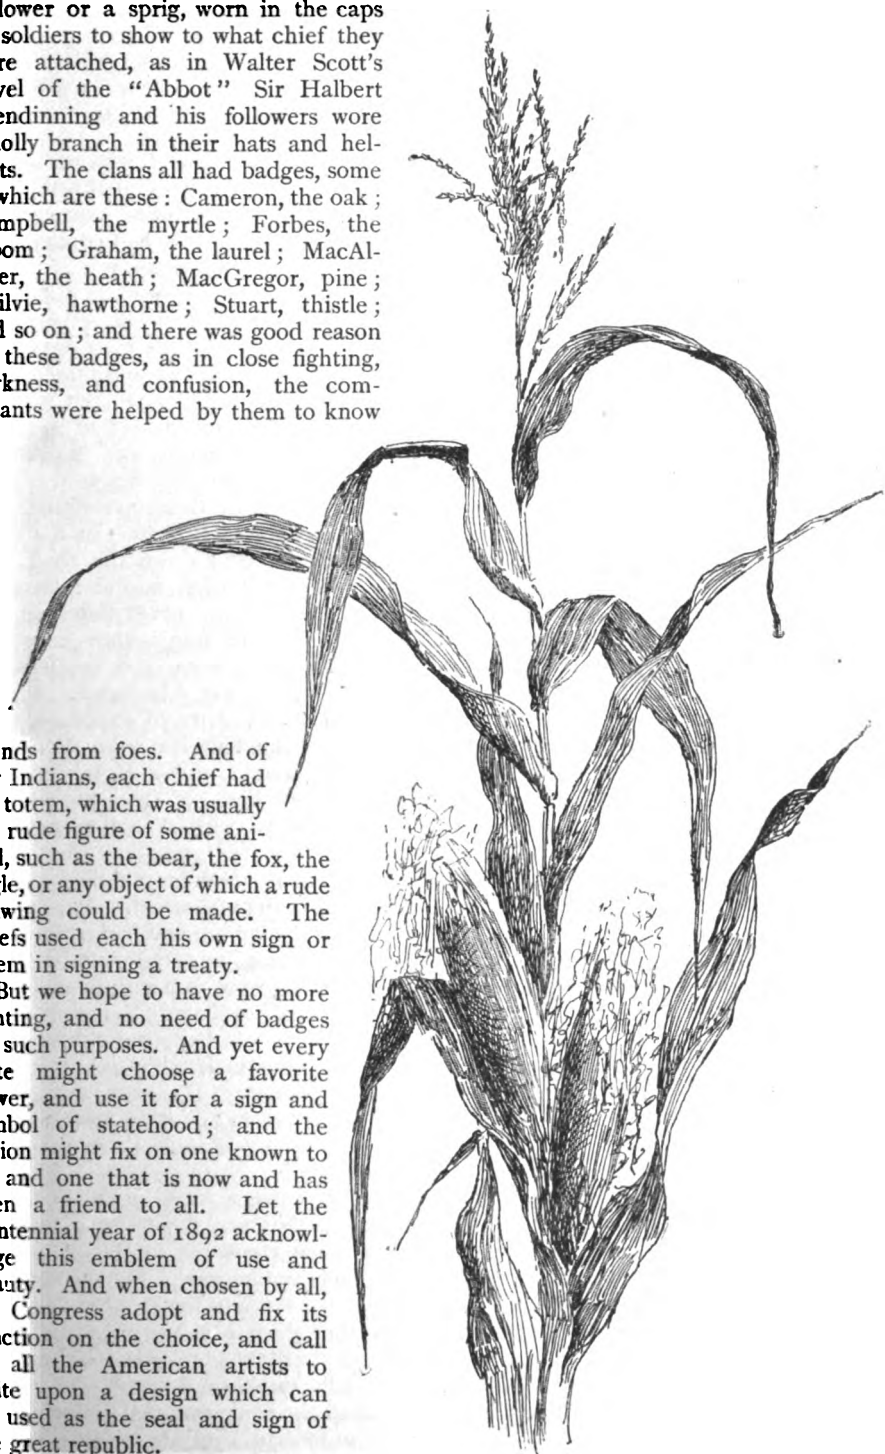 lower or a sprig, worn in the caps
soldiers to show to what chief they
re attached, as in Walter Scott's
vel of the “Abbot” Sir Halbert
endinning and his followers wore
olly branch in their hats and hel-
ts. The clans all had badges, some
which are these : Cameron, the oak ;
mpbell, the myrtle ; Forbes, the
oom ; Graham, the laurel ; MacAl-
er, the heath ; MacGregor, pine ;
ilvie, hawthorne ; Stuart, thistle ;
l so on ; and there was good reason
these badges, as in close fighting,
rkness, and confusion, the com-
ants were helped by them to know
nds from foes. And of
Indians, each chief had
totem, which was usually
rude figure of some ani-
l, such as the bear, the fox, the
gle, or any object of which a rude
wing could be made. The
efs used each his own sign or
em in signing a treaty.
But we hope to have no more
nting, and no need of badges
such purposes. And yet every
te might choose a favorite
wer, and use it for a sign and
nbol of statehood ; and the
ion might fix on one known to
and one that is now and has
en a friend to all. Let the
ntennial year of 1892 acknowl-
ge this emblem of use and
uty. And when chosen by all,
Congress adopt and fix its
ction on the choice, and call
all the American artists to
te upon a design which can
used as the seal and sign of
great republic.